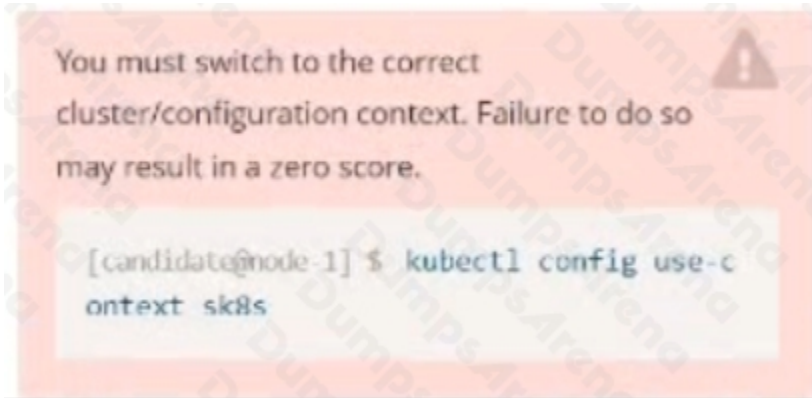 You must switch to the correct
cluster/configuration context. Failure to do so
may result in a zero score.
[candidate@node-1] $ kubectl config use-c
ontext sk8s
DumpsArena